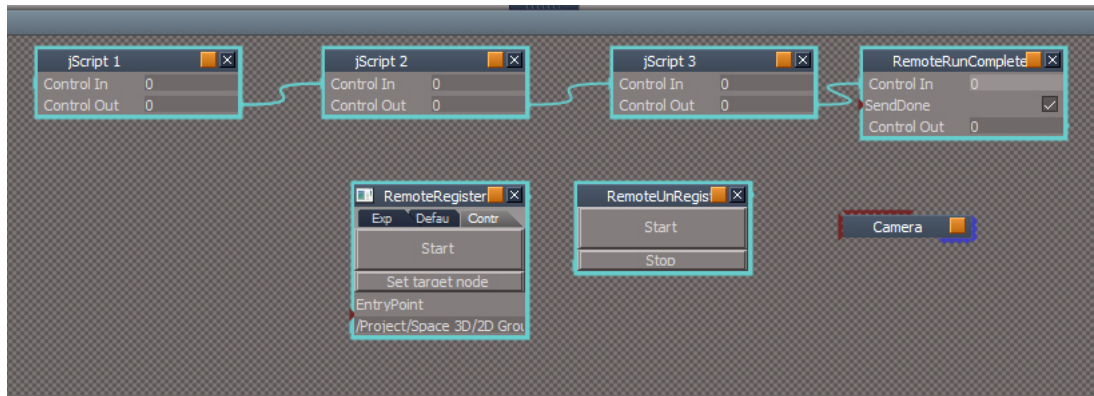 jScript 1
Control In 0
Control Out 0
jScript 2
Control In 0
Control Out 0
jScript 3
Control In 0
Control Out 0
RemoteRunComplete
Control In 0
SendDone
Control Out 0
RemoteRegister
Exp Defau Contr
Start
Set target node
EntryPoint
/Project/Space 3D/2D Grou
RemoteUnRegist
Start
Stop
Camera